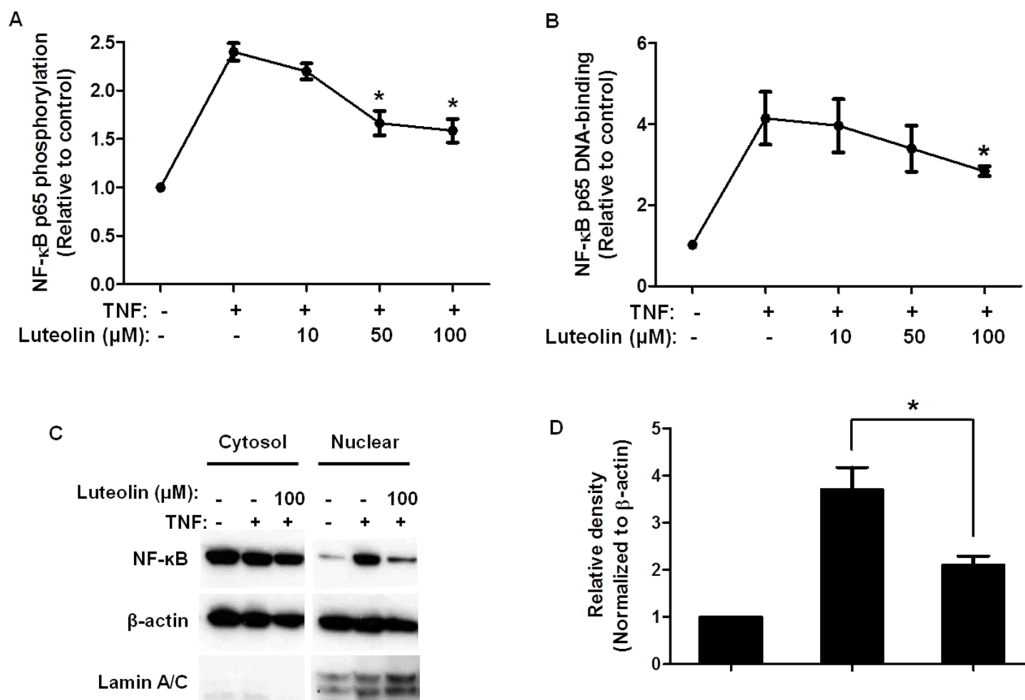 A
NF-κB p65 phosphorylation
(Relative to control)
2.5
2.0
1.5
1.0
0.5
0.0
* *
TNF: - + + + +
Luteolin (µM): - - 10 50 100
B
NF-κB p65 DNA-binding
(Relative to control)
6
4
2
0
*
TNF: - + + + +
Luteolin (µM): - - 10 50 100
C
Cytosol Nuclear
Luteolin (µM): - - 100 - - 100
TNF: - + + - + +
NF-κB
β-actin
Lamin A/C
D
Relative density
(Normalized to β-actin)
5
4
3
2
1
0
*